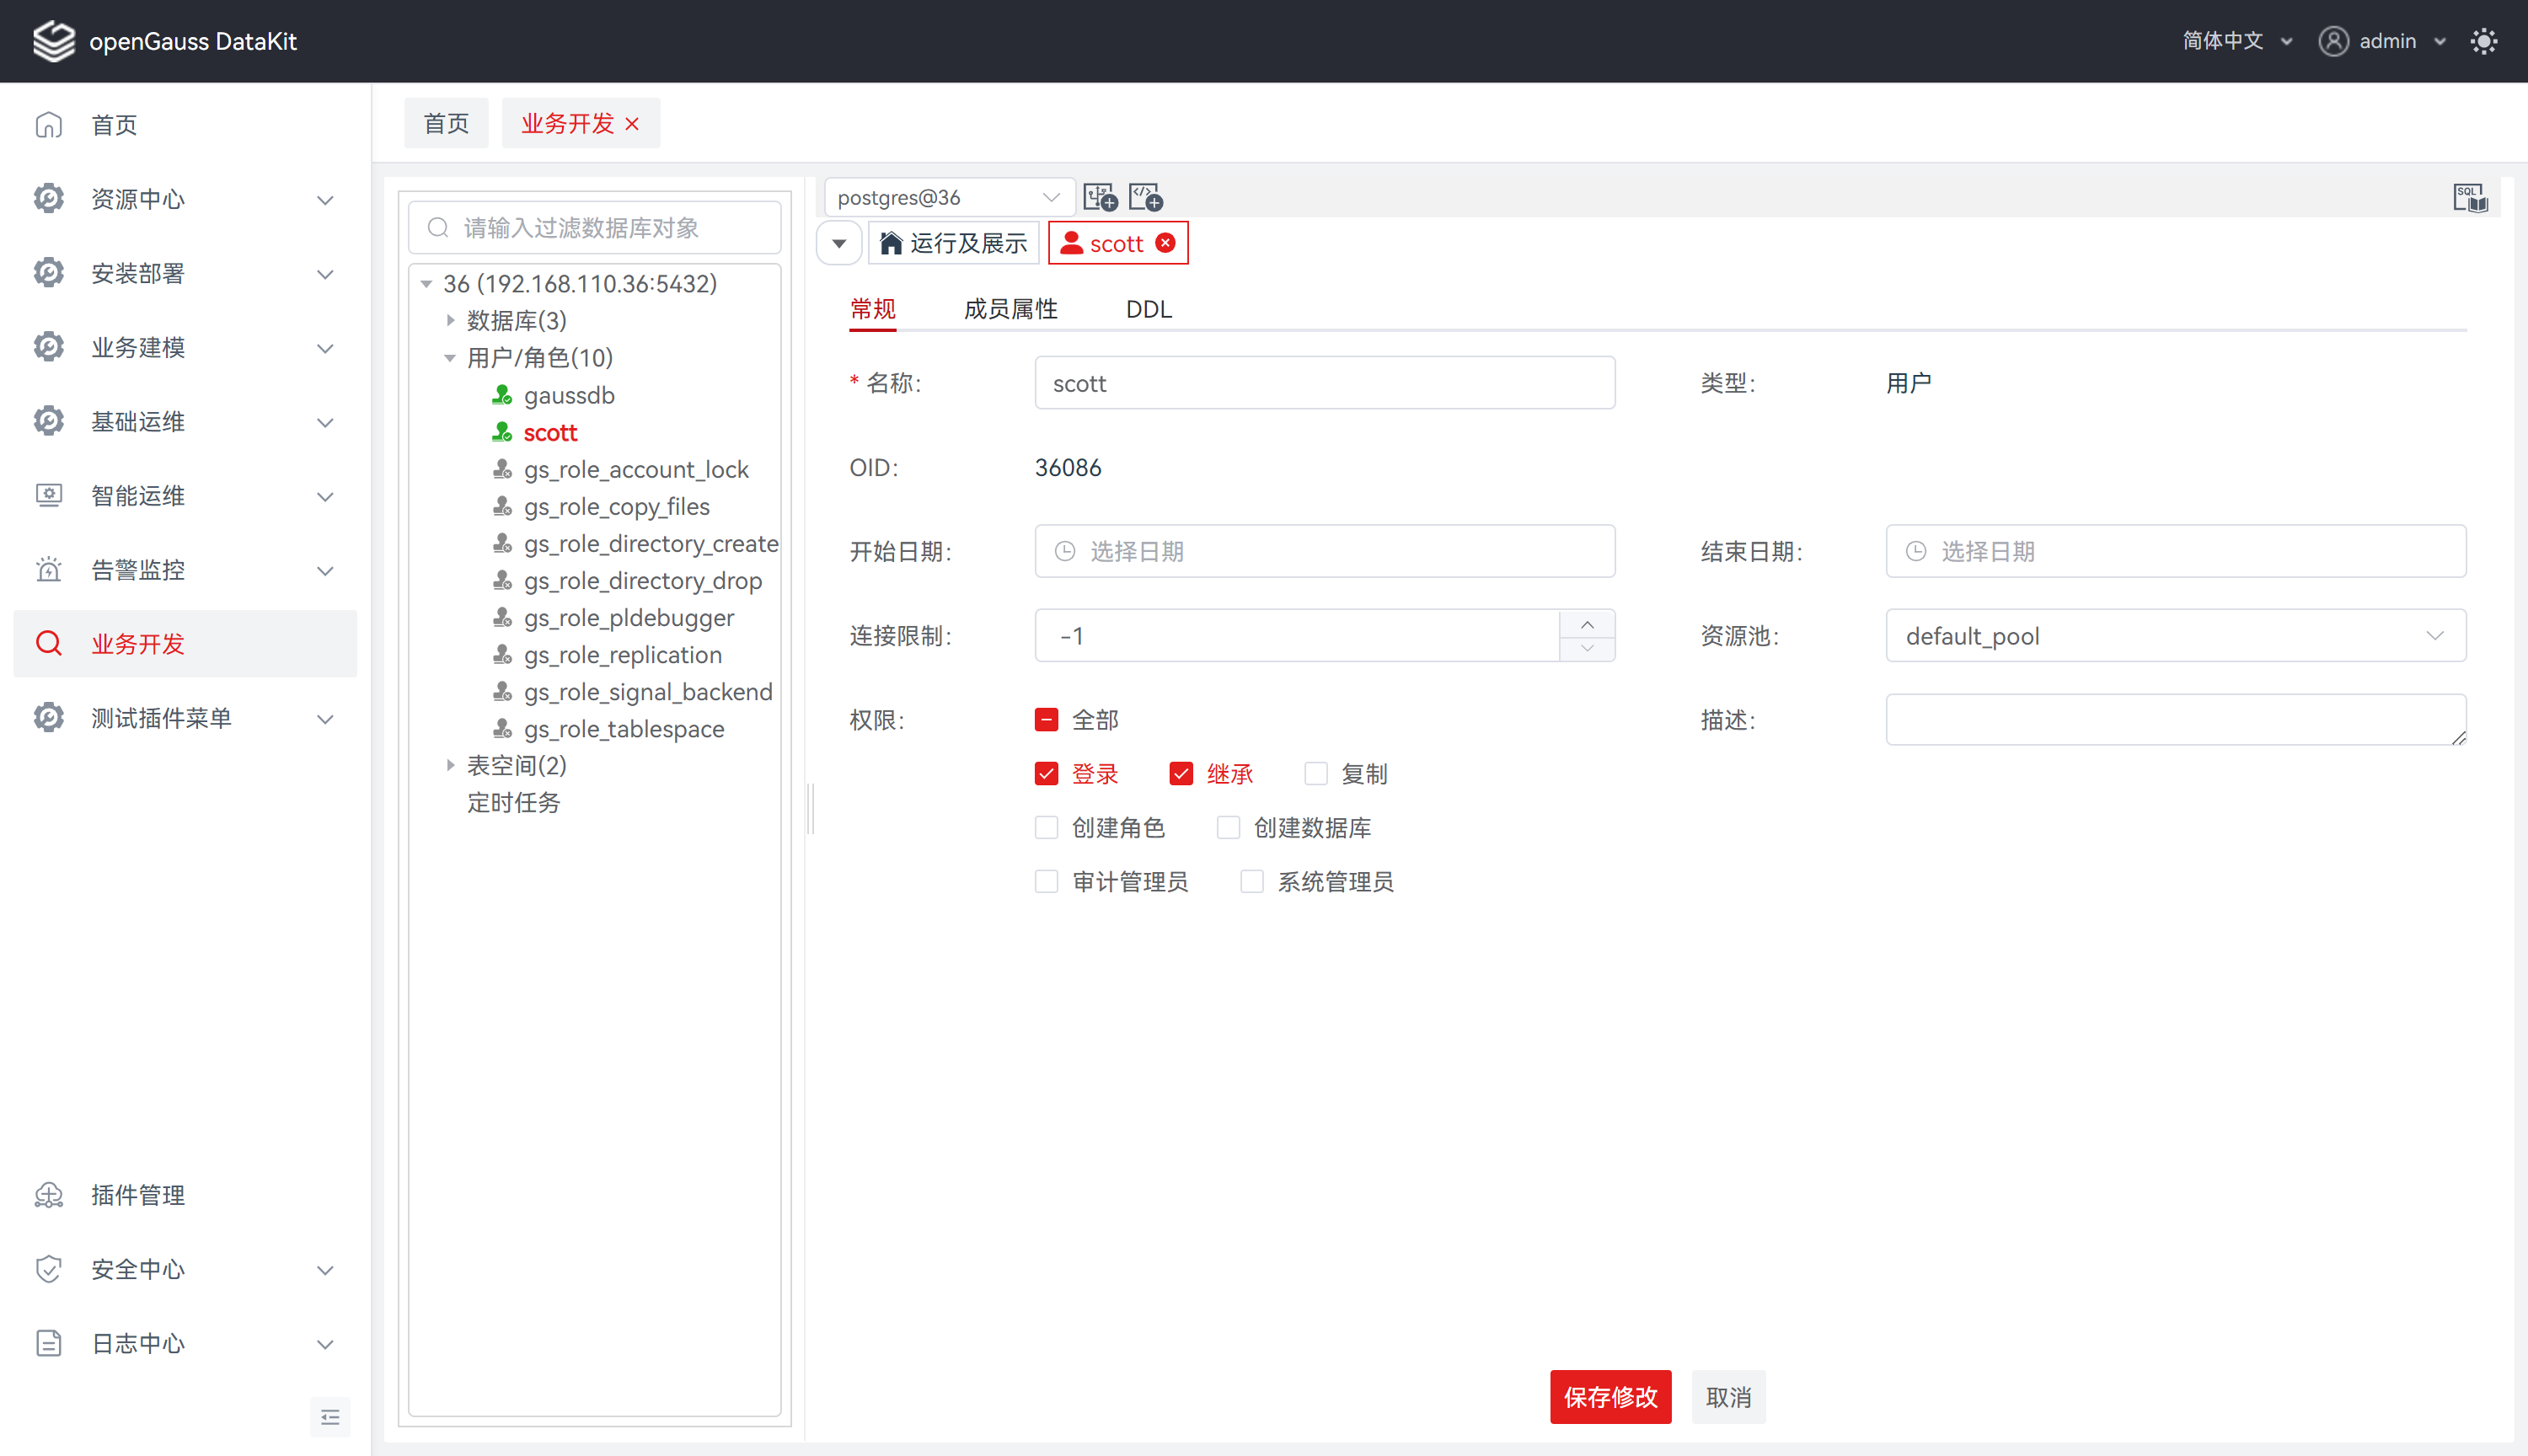 openGauss DataKit
简体中文
admin
首页
资源中心
安装部署
业务建模
基础运维
智能运维
告警监控
业务开发
测试插件菜单
插件管理
安全中心
日志中心
首页
业务开发
请输入过滤数据库对象
36 (192.168.110.36:5432)
数据库(3)
用户/角色(10)
gaussdb
scott
gs_role_account_lock
gs_role_copy_files
gs_role_directory_create
gs_role_directory_drop
gs_role_pldebugger
gs_role_replication
gs_role_signal_backend
gs_role_tablespace
表空间(2)
定时任务
postgres@36
SQL
运行及展示
scott
常规 成员属性 DDL
* 名称: scott 类型: 用户
OID: 36086
开始日期: 选择日期 结束日期: 选择日期
连接限制: -1 资源池: default_pool
权限: 全部 描述:
登录 继承 复制
创建角色 创建数据库
审计管理员 系统管理员
保存修改 取消